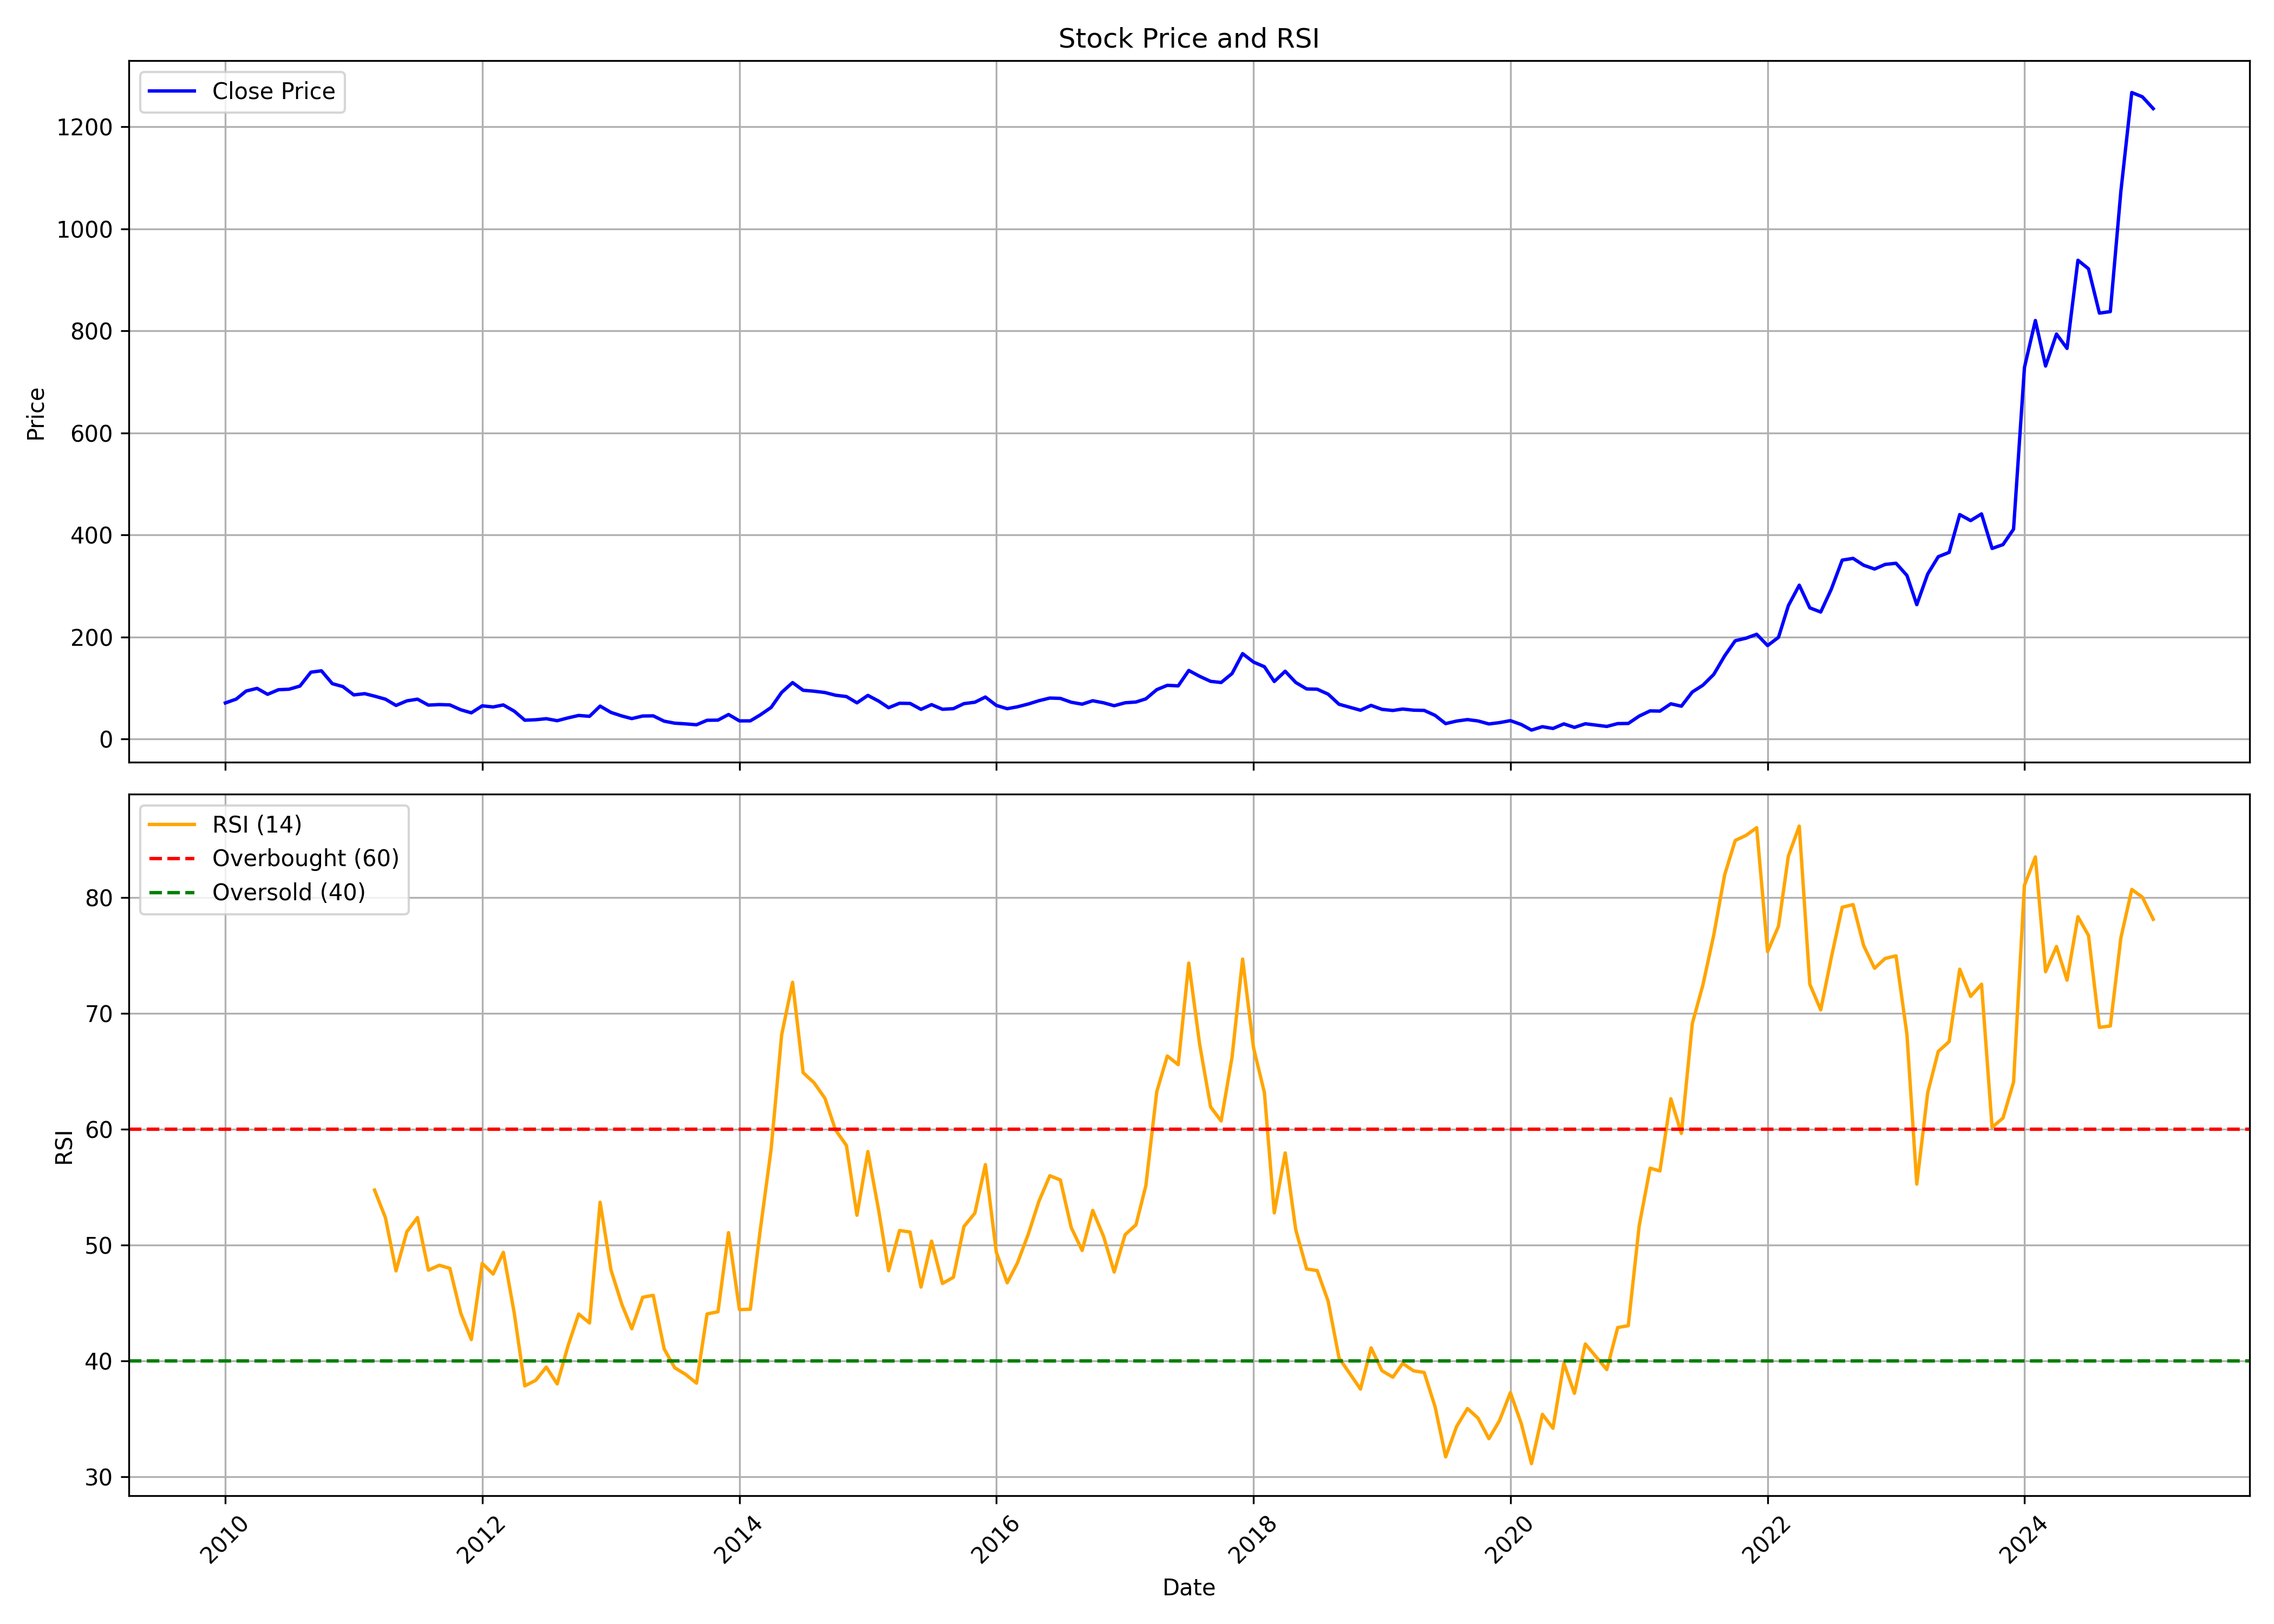 Stock Price and RSI
Close Price
1200
1000
800
600
400
200
0
Price
RSI (14)
Overbought (60)
Oversold (40)
80
70
60
50
40
30
RSI
2010 2012 2014 2016 2018 2020 2022 2024
Date